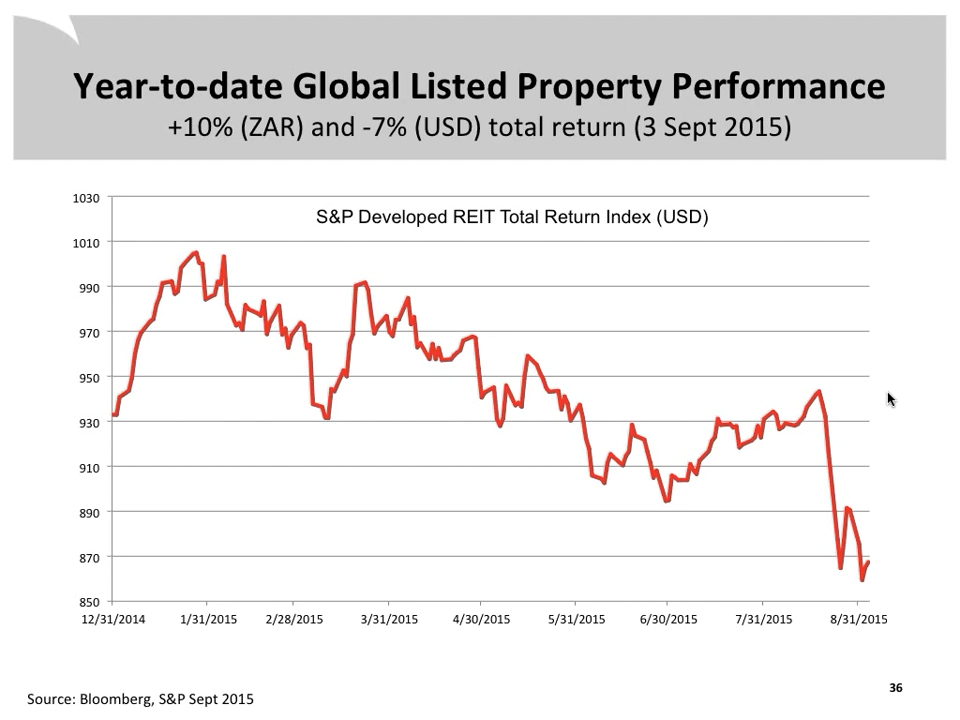 Year-to-date Global Listed Property Performance
+10% (ZAR) and -7% (USD) total return (3 Sept 2015)
S&P Developed REIT Total Return Index (USD)
1030
1010
990
970
950
930
910
890
870
850
12/31/2014 1/31/2015 2/28/2015 3/31/2015 4/30/2015 5/31/2015 6/30/2015 7/31/2015 8/31/2015
Source: Bloomberg, S&P Sept 2015
36